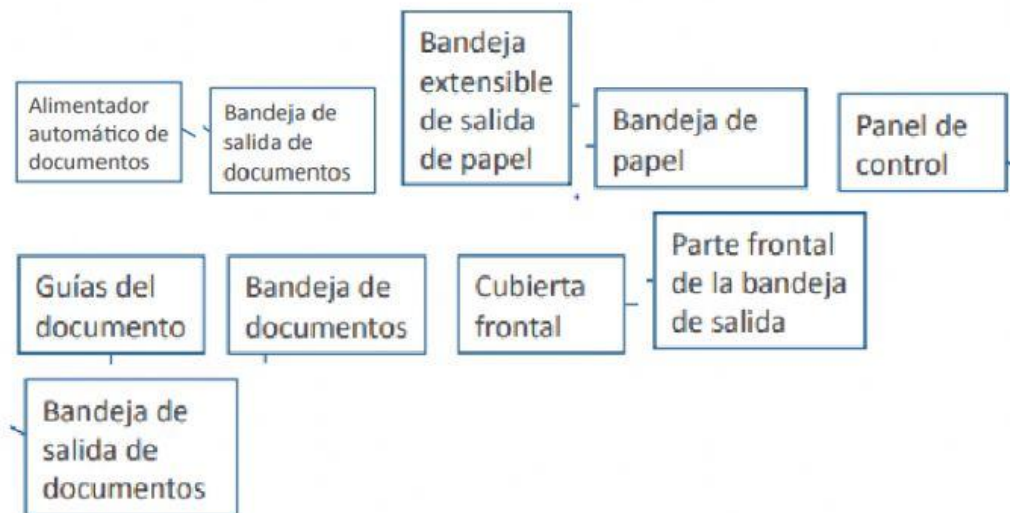 Alimentador
automático de
documentos
Bandeja de
salida de
documentos
Bandeja
extensible
de salida
de papel
Bandeja de
papel
Panel de
control
Guías del
documento
Bandeja de
documentos
Cubierta
frontal
Parte frontal
de la bandeja
de salida
Bandeja de
salida de
documentos